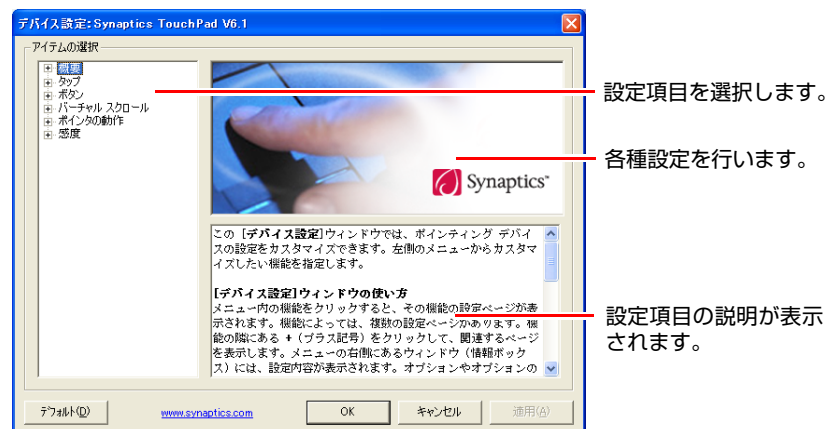 デバイス設定:Synaptics TouchPad V6.1
アイテムの選択
概要
タップ
ボタン
バーチャル スクロール
ポインタの動作
感度
Synaptics™
この [デバイス設定]ウィンドウでは、ポインティング デバイ
スの設定をカスタマイズできます。左側のメニューからカスタマ
イズしたい機能を指定します。
[デバイス設定]ウィンドウの使い方
メニュー内の機能をクリックすると、その機能の設定ページが表
示されます。機能によっては、複数の設定ページがあります。機
能の隣にある + (プラス記号) をクリックして、関連するページ
を表示します。メニューの右側にあるウィンドウ (情報ボック
ス) には、設定内容が表示されます。オプションやオプションの
デフォルト(D)
www.synaptics.com
OK
キャンセル
適用(A)
設定項目を選択します。
各種設定を行います。
設定項目の説明が表示
されます。